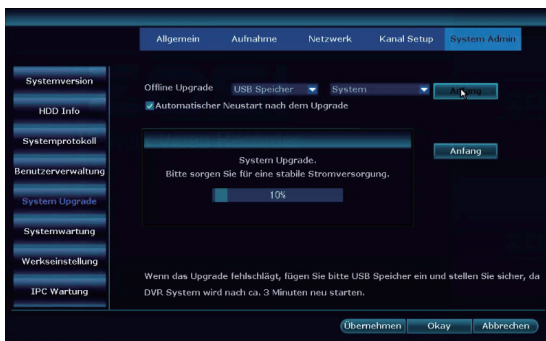 Allgemein Aufnahme Netzwerk Kanal Setup System Admin
Systemversion
HDD Info
Systemprotokoll
Benutzerverwaltung
System Upgrade
Systemwartung
Werkseinstellung
IPC Wartung
Offline Upgrade USB Speicher System Anfang
Automatischer Neustart nach dem Upgrade
System Upgrade.
Bitte sorgen Sie für eine stabile Stromversorgung.
10%
Anfang
Wenn das Upgrade fehlschlägt, fügen Sie bitte USB Speicher ein und stellen Sie sicher, da
DVR System wird nach ca. 3 Minuten neu starten.
Übernehmen Okay Abbrechen